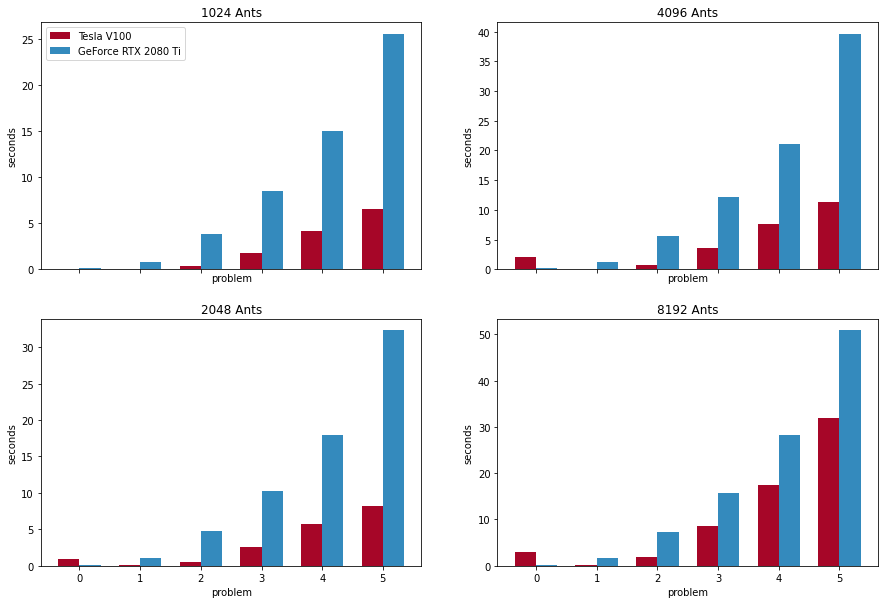 1024 Ants
Tesla V100
GeForce RTX 2080 Ti
25
20
15
10
5
0
seconds
problem
4096 Ants
40
35
30
25
20
15
10
5
0
seconds
problem
2048 Ants
30
25
20
15
10
5
0
seconds
0 1 2 3 4 5
problem
8192 Ants
50
40
30
20
10
0
seconds
0 1 2 3 4 5
problem